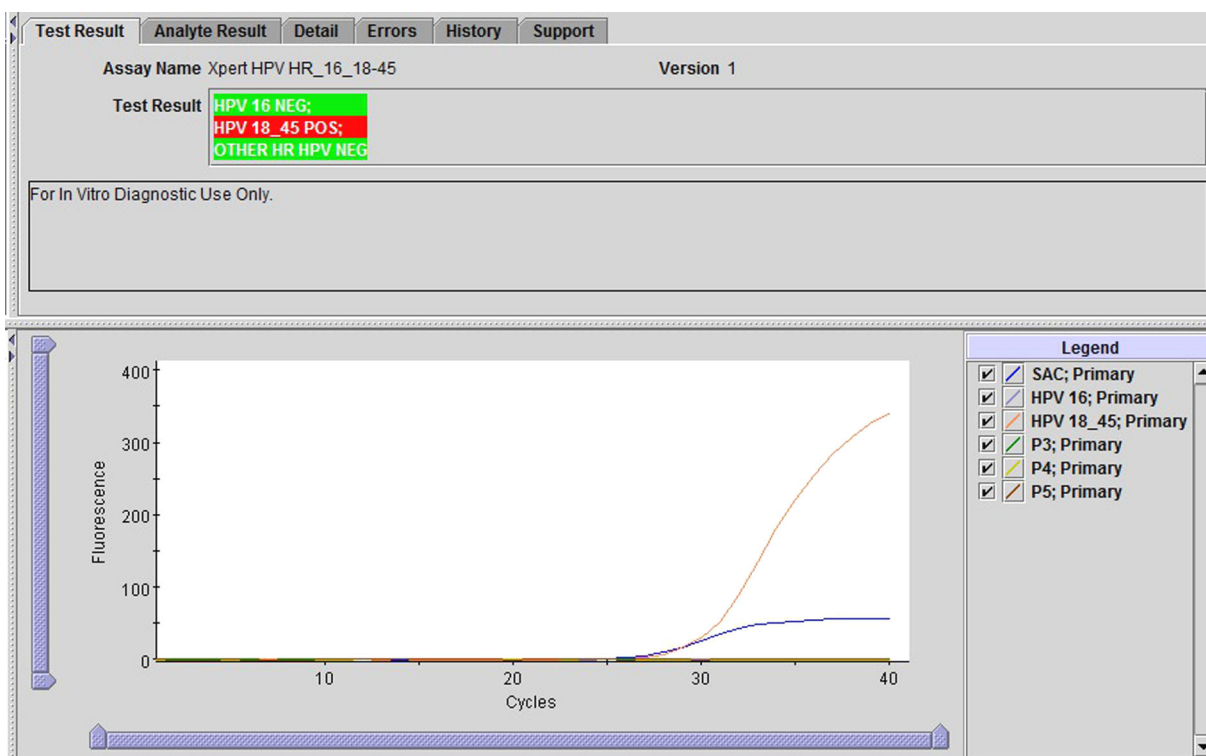 Test Result Analyte Result Detail Errors History Support
Assay Name Xpert HPV HR_16_18-45 Version 1
Test Result HPV 16 NEG;
HPV 18_45 POS;
OTHER HR HPV NEG
For In Vitro Diagnostic Use Only.
Legend
SAC; Primary
HPV 16; Primary
HPV 18_45; Primary
P3; Primary
P4; Primary
P5; Primary
400
300
200
100
0
Fluorescence
10 20 30 40
Cycles